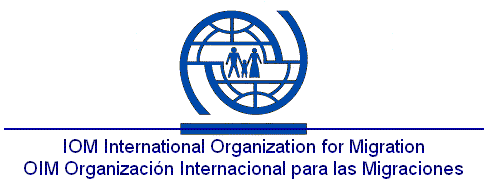 IOM International Organization for Migration
OIM Organización Internacional para las Migraciones